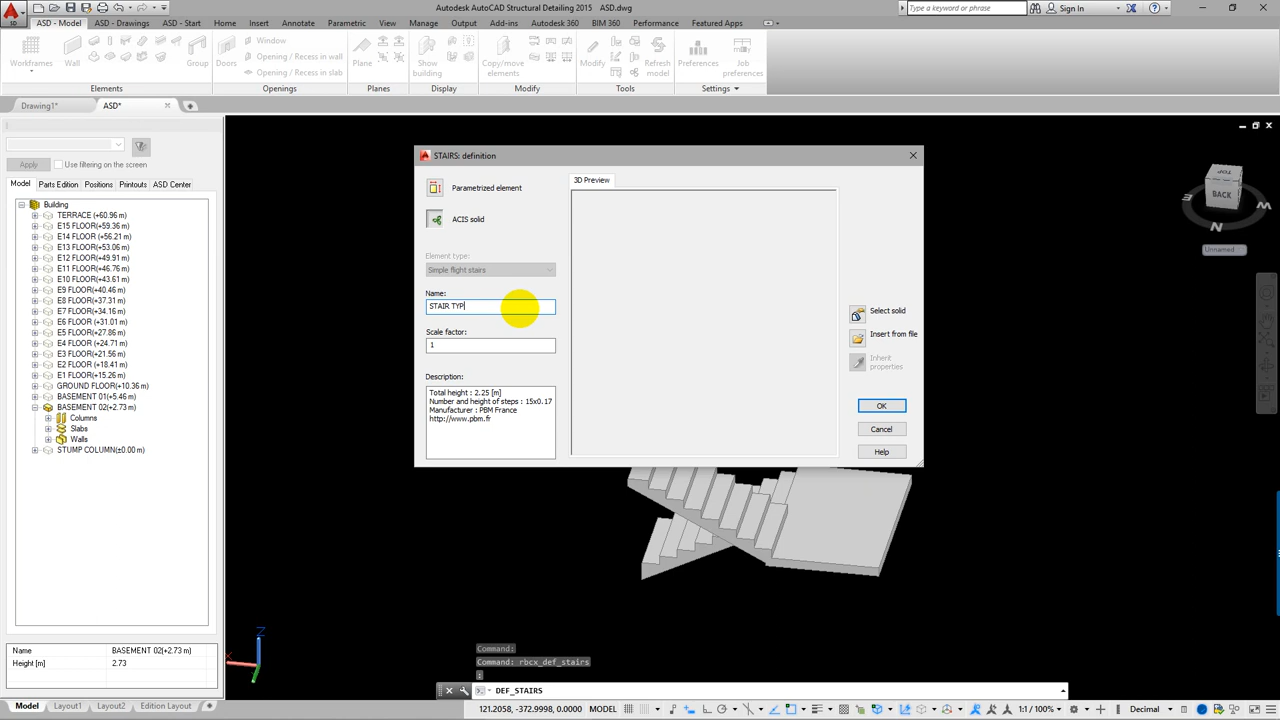 Autodesk AutoCAD Structural Detailing 2015 ASD.dwg
Type a keyword or phrase
Sign In
3D
ASD - Model
ASD - Drawings
ASD - Start
Home
Insert
Annotate
Parametric
View
Manage
Output
Add-ins
Autodesk 360
BIM 360
Performance
Featured Apps
Workframes
Wall
Group
Doors
Window
Opening / Recess in wall
Opening / Recess in slab
Plane
Show building
Copy/move elements
Modify
Refresh model
Preferences
Job preferences
Elements
Openings
Planes
Display
Modify
Tools
Settings
Drawing1*
ASD*
Apply
Use filtering on the screen
Model
Parts Edition
Positions
Printouts
ASD Center
Building
TERRACE (+60.96 m)
E15 FLOOR(+59.36 m)
E14 FLOOR(+56.21 m)
E13 FLOOR(+53.06 m)
E12 FLOOR(+49.91 m)
E11 FLOOR(+46.76 m)
E10 FLOOR(+43.61 m)
E9 FLOOR(+40.46 m)
E8 FLOOR(+37.31 m)
E7 FLOOR(+34.16 m)
E6 FLOOR(+31.01 m)
E5 FLOOR(+27.86 m)
E4 FLOOR(+24.71 m)
E3 FLOOR(+21.56 m)
E2 FLOOR(+18.41 m)
E1 FLOOR(+15.26 m)
GROUND FLOOR(+10.36 m)
BASEMENT 01(+5.46 m)
BASEMENT 02(+2.73 m)
Columns
Slabs
Walls
STUMP COLUMN(±0.00 m)
Name BASEMENT 02(+2.73 m)
Height [m] 2.73
STAIRS: definition
Parametrized element
ACIS solid
Element type:
Simple flight stairs
Name:
STAIR TYP
Scale factor:
1
Description:
Total height : 2.25 [m]
Number and height of steps : 15x0.17
Manufacturer : PBM France
http://www.pbm.fr
3D Preview
Select solid
Insert from file
Inherit properties
OK
Cancel
Help
TOP
BACK
E
W
N
Unnamed
Z
X
Command:
Command: rbcx_def_stairs
:
DEF_STAIRS
Model
Layout1
Layout2
Edition Layout
121.2058, -372.9998, 0.0000
MODEL
1:1 / 100%
Decimal